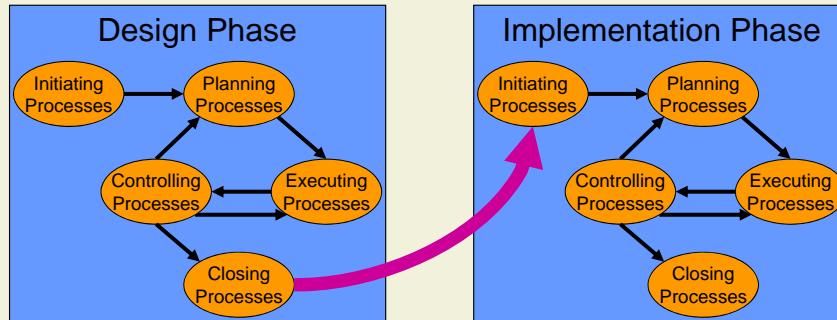 Design Phase
Initiating
Processes
Planning
Processes
Controlling
Processes
Executing
Processes
Closing
Processes
Implementation Phase
Initiating
Processes
Planning
Processes
Controlling
Processes
Executing
Processes
Closing
Processes